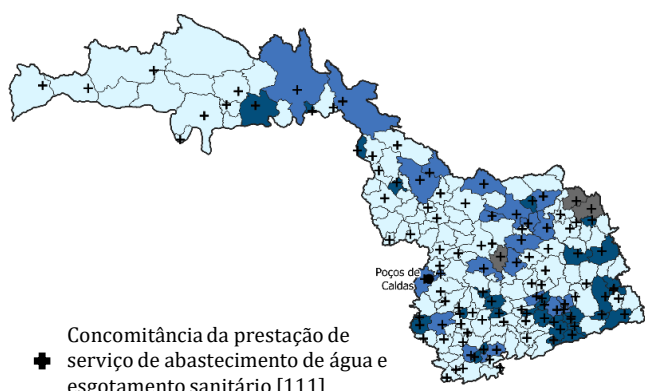 Poços de
Caldas
Concomitância da prestação de
serviço de abastecimento de água e
esgotamento sanitário [111]